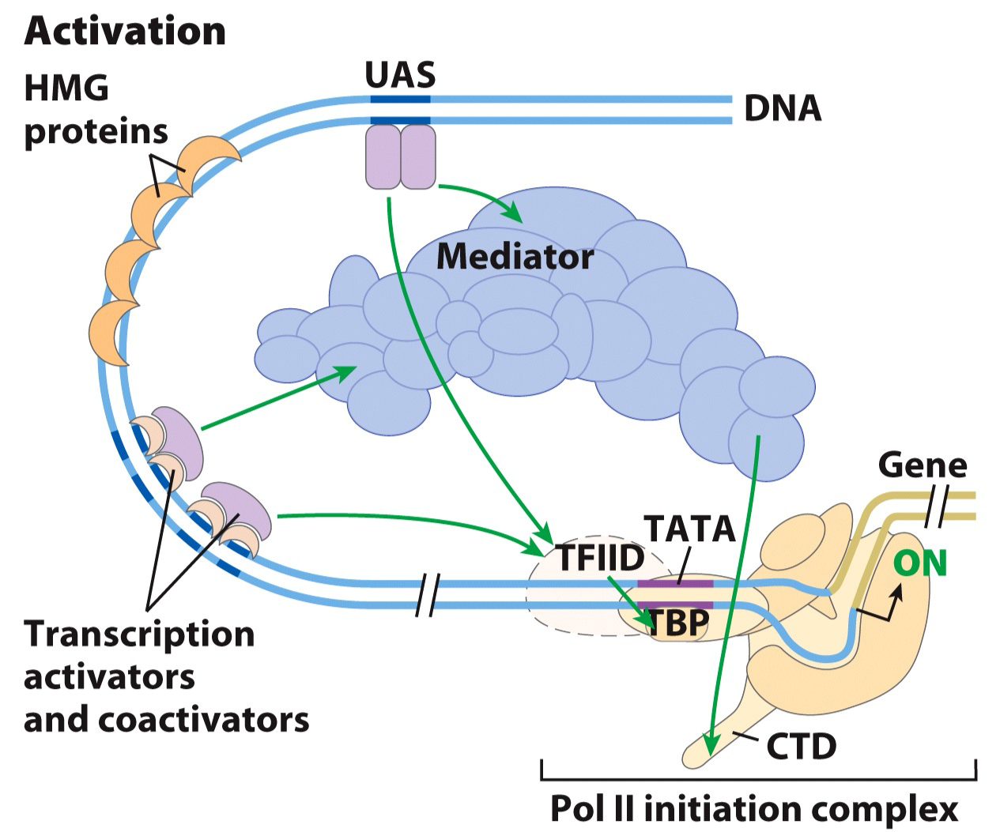 Activation
HMG
proteins
UAS
DNA
Mediator
Gene
TATA
TFIID
ON
TBP
Transcription
activators
and coactivators
CTD
Pol II initiation complex